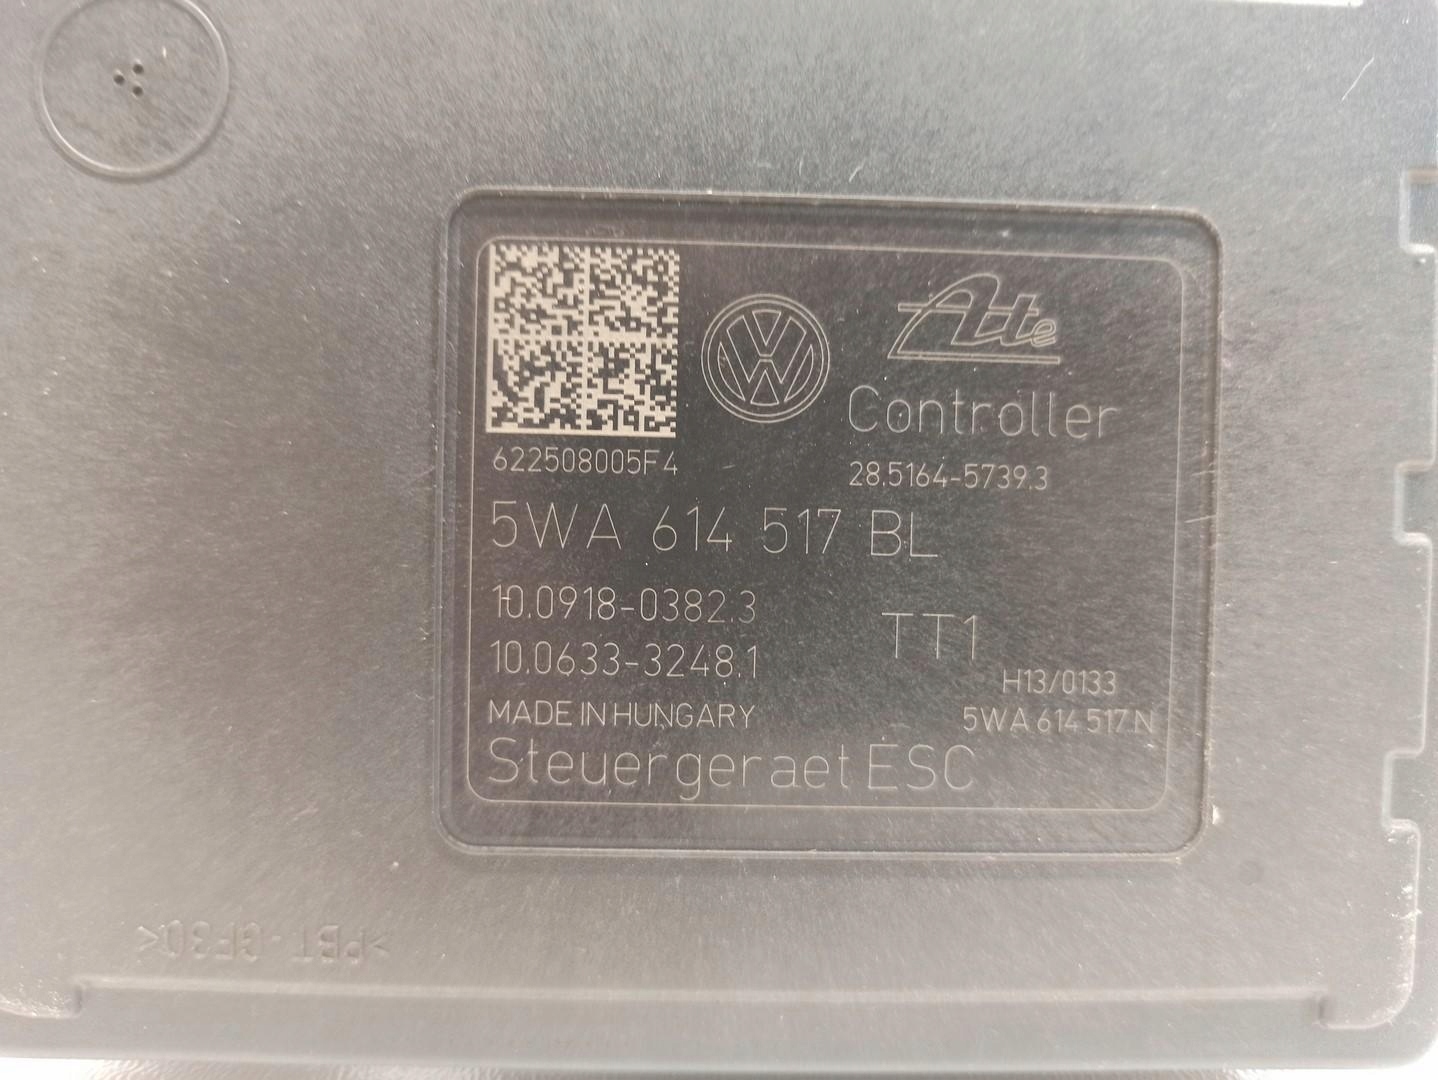 Ate
Controller
622508005F4
28.5164-5739.3
5WA 614 517 BL
10.0918-0382.3
TT1
10.0633-3248.1
H13/0133
MADE IN HUNGARY
5WA 614 517 N
Steuergeraet ESC
>PBT-GF30<